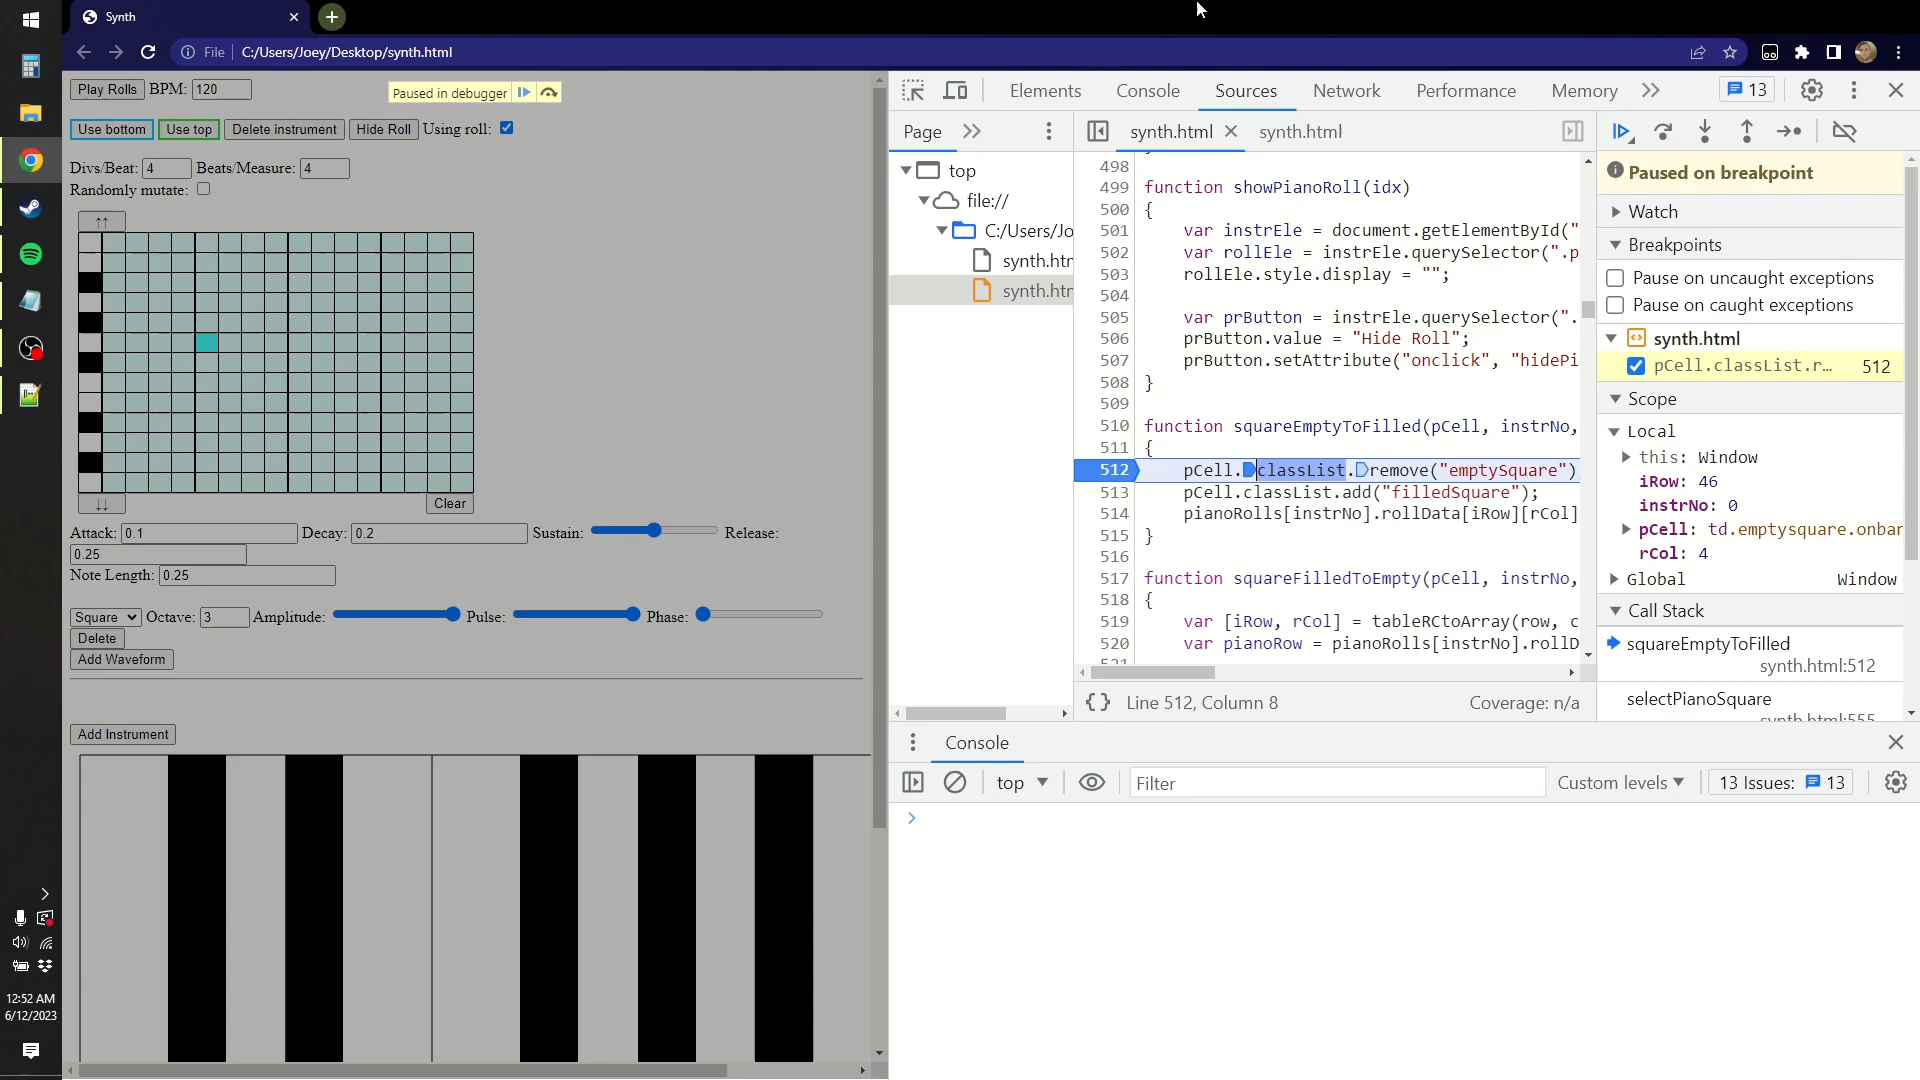 Synth
File
C:/Users/Joey/Desktop/synth.html
Play Rolls BPM: 120
Paused in debugger
Use bottom Use top Delete instrument Hide Roll Using roll:
Divs/Beat: 4 Beats/Measure: 4
Randomly mutate:
↑↑
↓↓
Clear
Attack: 0.1 Decay: 0.2 Sustain: Release:
0.25
Note Length: 0.25
Square Octave: 3 Amplitude: Pulse: Phase:
Delete
Add Waveform
Add Instrument
12:52 AM
6/12/2023
Elements Console Sources Network Performance Memory 13
Page
top
file://
C:/Users/Jo
synth.htm
synth.htm
synth.html synth.html
498
499 function showPianoRoll(idx)
500 {
501 var instrEle = document.getElementById("
502 var rollEle = instrEle.querySelector(".p
503 rollEle.style.display = "";
504
505 var prButton = instrEle.querySelector(".
506 prButton.value = "Hide Roll";
507 prButton.setAttribute("onclick", "hidePi
508 }
509
510 function squareEmptyToFilled(pCell, instrNo,
511 {
512 pCell.classList.remove("emptySquare")
513 pCell.classList.add("filledSquare");
514 pianoRolls[instrNo].rollData[iRow][rCol]
515 }
516
517 function squareFilledToEmpty(pCell, instrNo,
518 {
519 var [iRow, rCol] = tableRCtoArray(row, c
520 var pianoRow = pianoRolls[instrNo].rollD
521
{} Line 512, Column 8 Coverage: n/a
Paused on breakpoint
Watch
Breakpoints
Pause on uncaught exceptions
Pause on caught exceptions
synth.html
pCell.classList.r... 512
Scope
Local
this: Window
iRow: 46
instrNo: 0
pCell: td.emptysquare.onbar
rCol: 4
Global Window
Call Stack
squareEmptyToFilled
synth.html:512
selectPianoSquare
synth.html:555
Console
top Filter Custom levels 13 Issues: 13